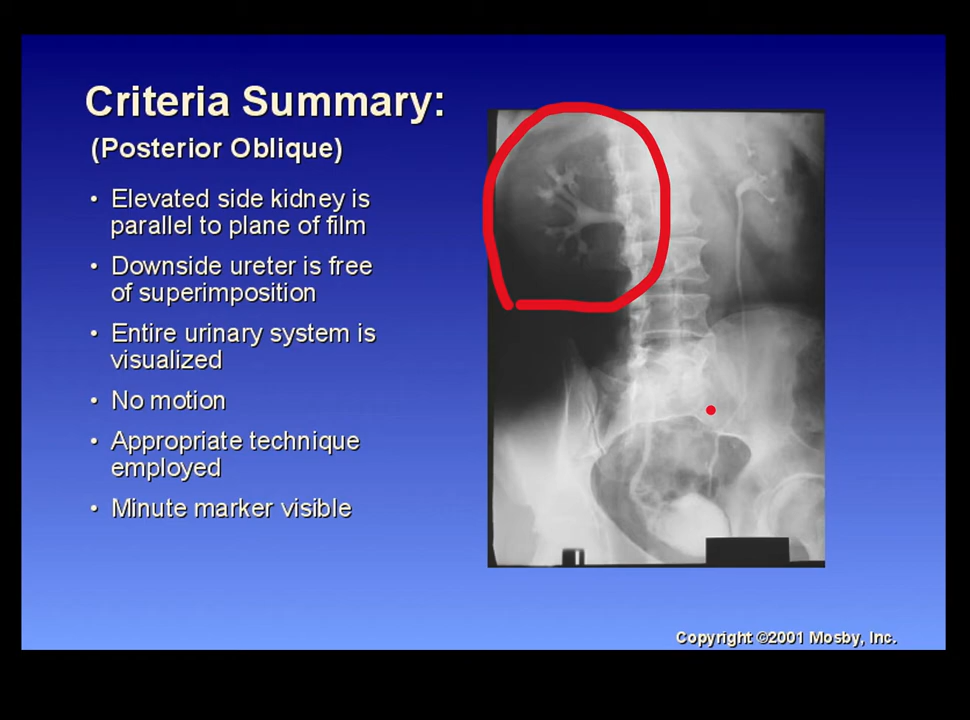 Criteria Summary:
(Posterior Oblique)
• Elevated side kidney is
parallel to plane of film
• Downside ureter is free
of superimposition
• Entire urinary system is
visualized
• No motion
• Appropriate technique
employed
• Minute marker visible
Copyright ©2001 Mosby, Inc.